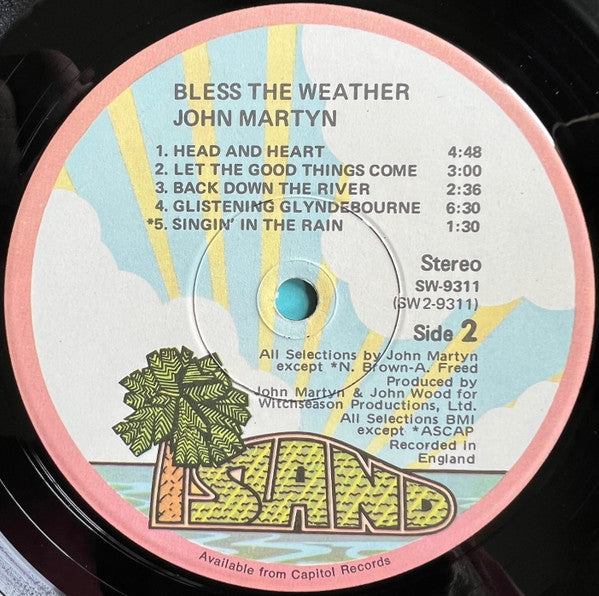 BLESS THE WEATHER
JOHN MARTYN
1. HEAD AND HEART 4:48
2. LET THE GOOD THINGS COME 3:00
3. BACK DOWN THE RIVER 2:36
4. GLISTENING GLYNDEBOURNE 6:30
*5. SINGIN' IN THE RAIN 1:30
Stereo
SW-9311
(SW2-9311)
Side 2
All Selections by John Martyn
except *N. Brown-A. Freed
Produced by
John Martyn & John Wood for
Witchseason Productions, Ltd.
All Selections BMI
except *ASCAP
Recorded in
England
ISLAND
Available from Capitol Records